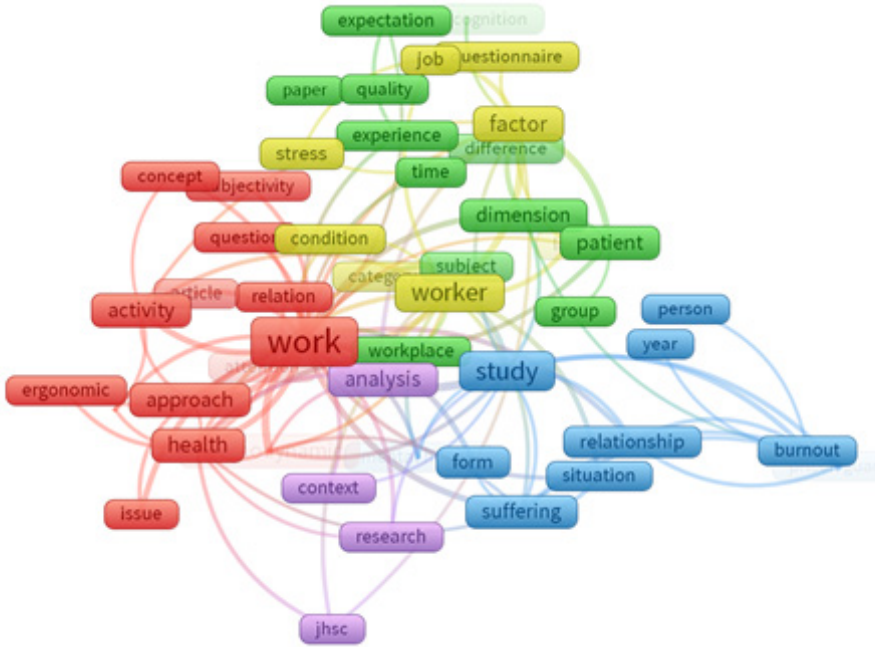 expectation
cognition
job
questionnaire
paper
quality
factor
experience
difference
stress
time
concept
subjectivity
dimension
question
condition
patient
subject
article
relation
worker
activity
group
person
work
year
workplace
study
analysis
ergonomic
approach
health
relationship
burnout
form
situation
context
suffering
issue
research
jhsc